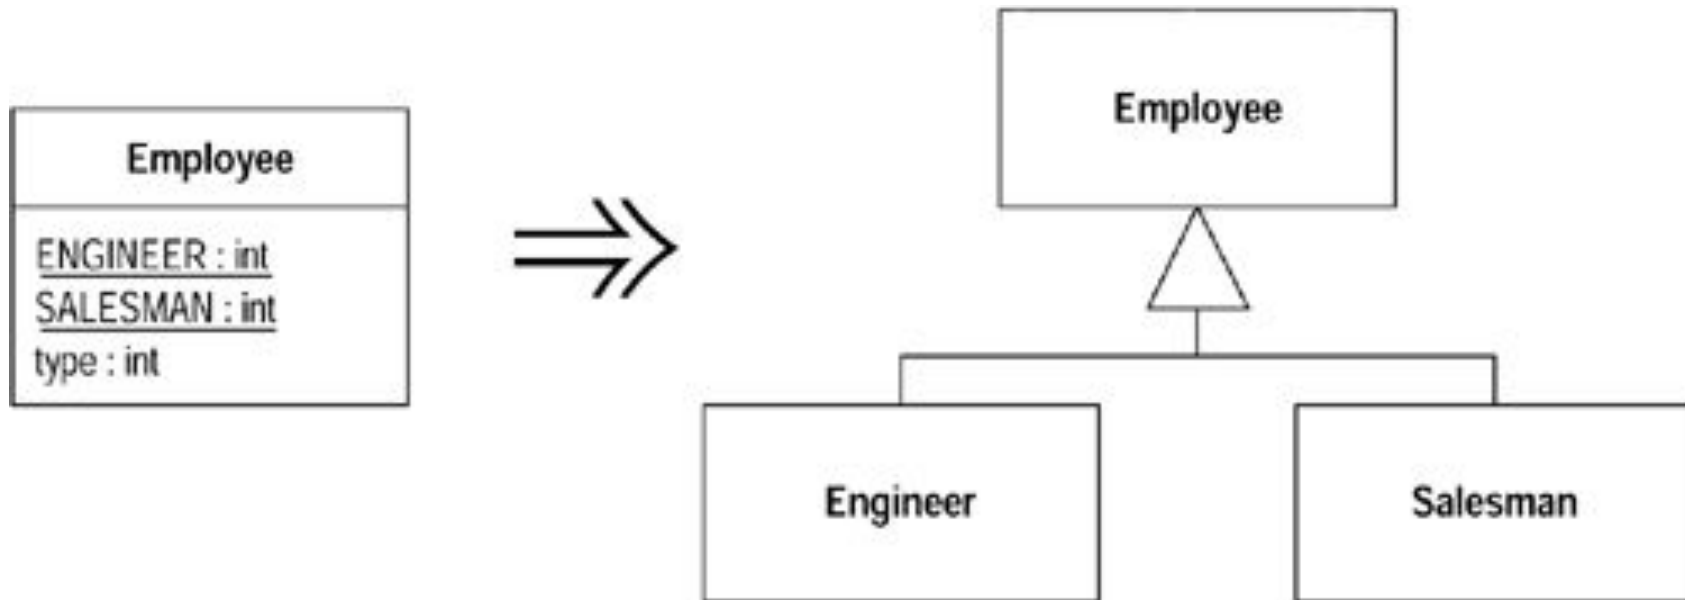 Employee
ENGINEER : int
SALESMAN : int
type : int
Employee
Engineer
Salesman